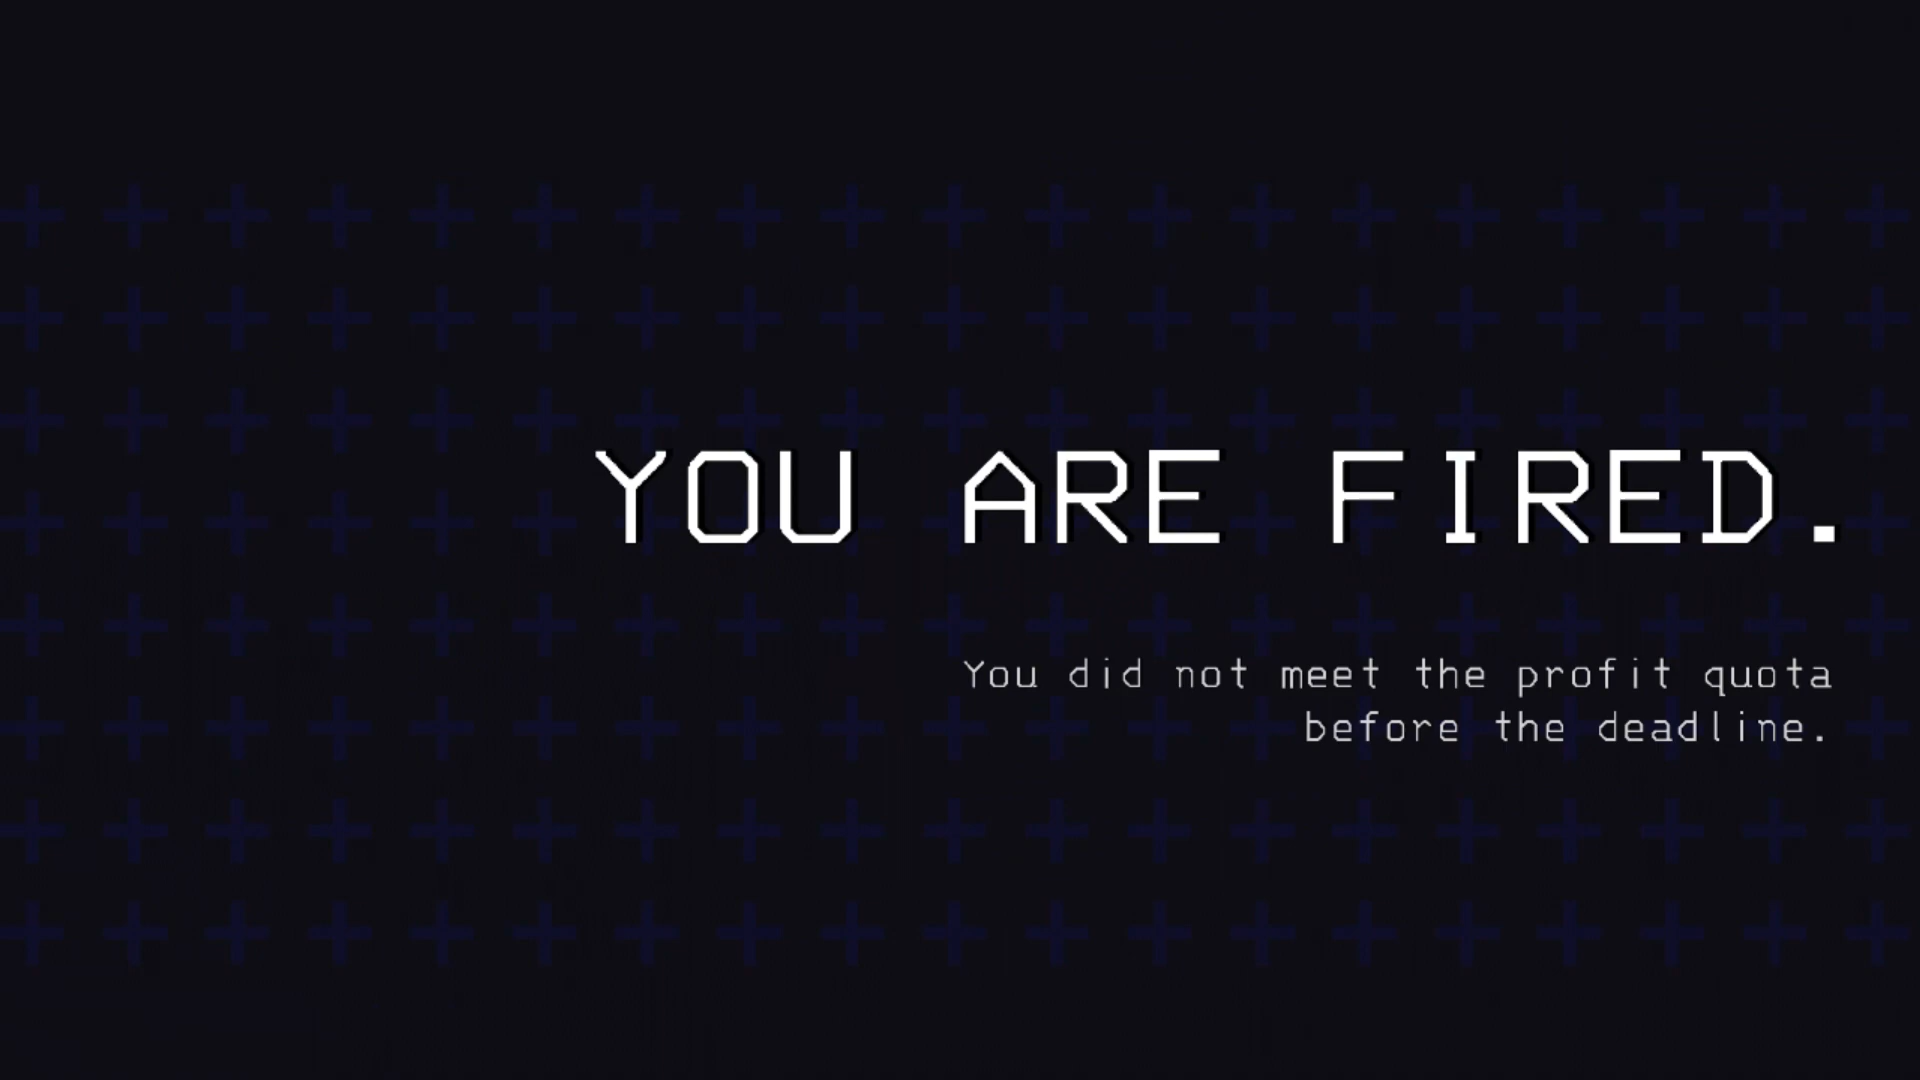 YOU ARE FIRED.
You did not meet the profit quota
before the deadline.